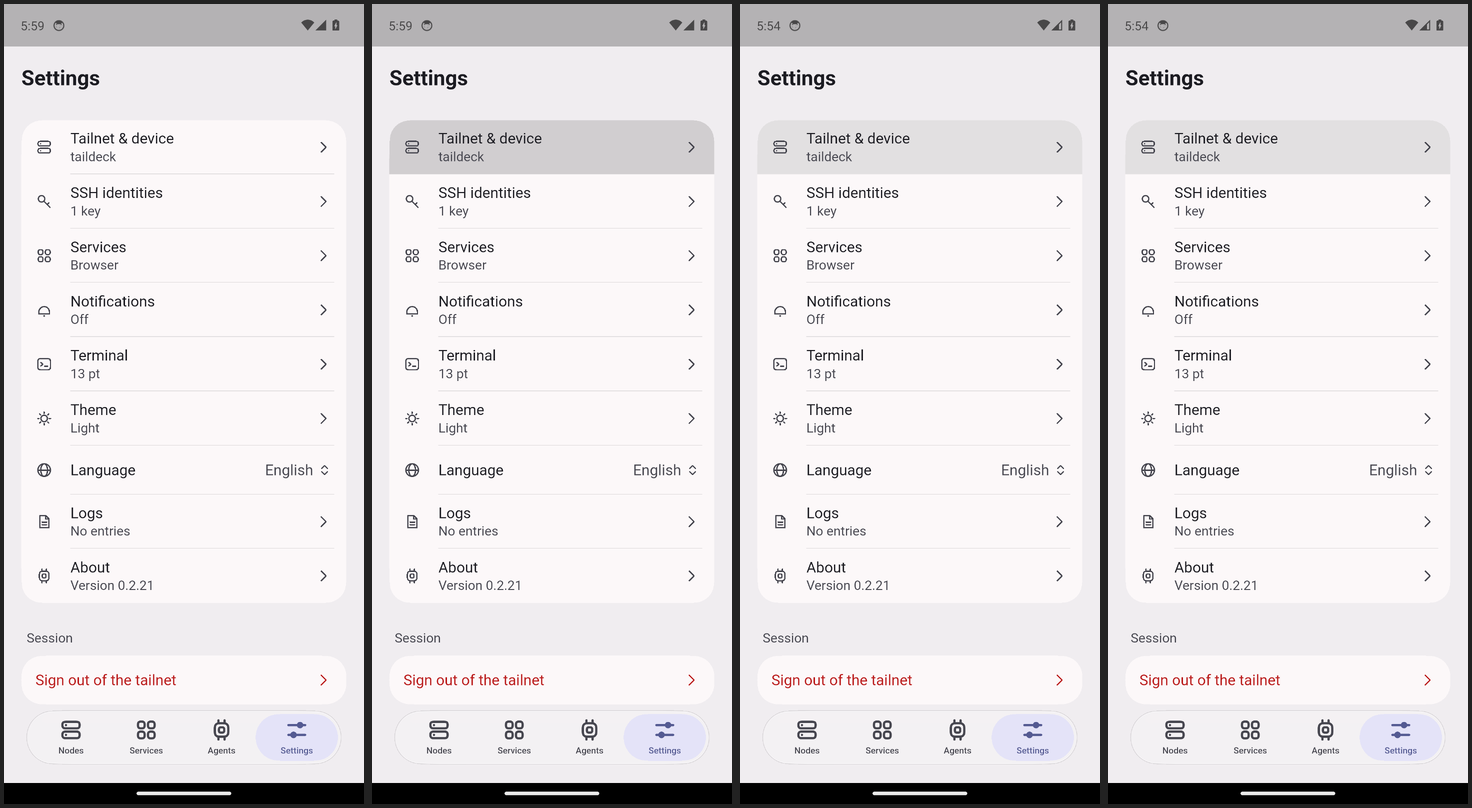 5:59
Settings
Tailnet & device
taildeck
SSH identities
1 key
Services
Browser
Notifications
Off
Terminal
13 pt
Theme
Light
Language English
Logs
No entries
About
Version 0.2.21
Session
Sign out of the tailnet
Nodes Services Agents Settings
5:59
Settings
Tailnet & device
taildeck
SSH identities
1 key
Services
Browser
Notifications
Off
Terminal
13 pt
Theme
Light
Language English
Logs
No entries
About
Version 0.2.21
Session
Sign out of the tailnet
Nodes Services Agents Settings
5:54
Settings
Tailnet & device
taildeck
SSH identities
1 key
Services
Browser
Notifications
Off
Terminal
13 pt
Theme
Light
Language English
Logs
No entries
About
Version 0.2.21
Session
Sign out of the tailnet
Nodes Services Agents Settings
5:54
Settings
Tailnet & device
taildeck
SSH identities
1 key
Services
Browser
Notifications
Off
Terminal
13 pt
Theme
Light
Language English
Logs
No entries
About
Version 0.2.21
Session
Sign out of the tailnet
Nodes Services Agents Settings